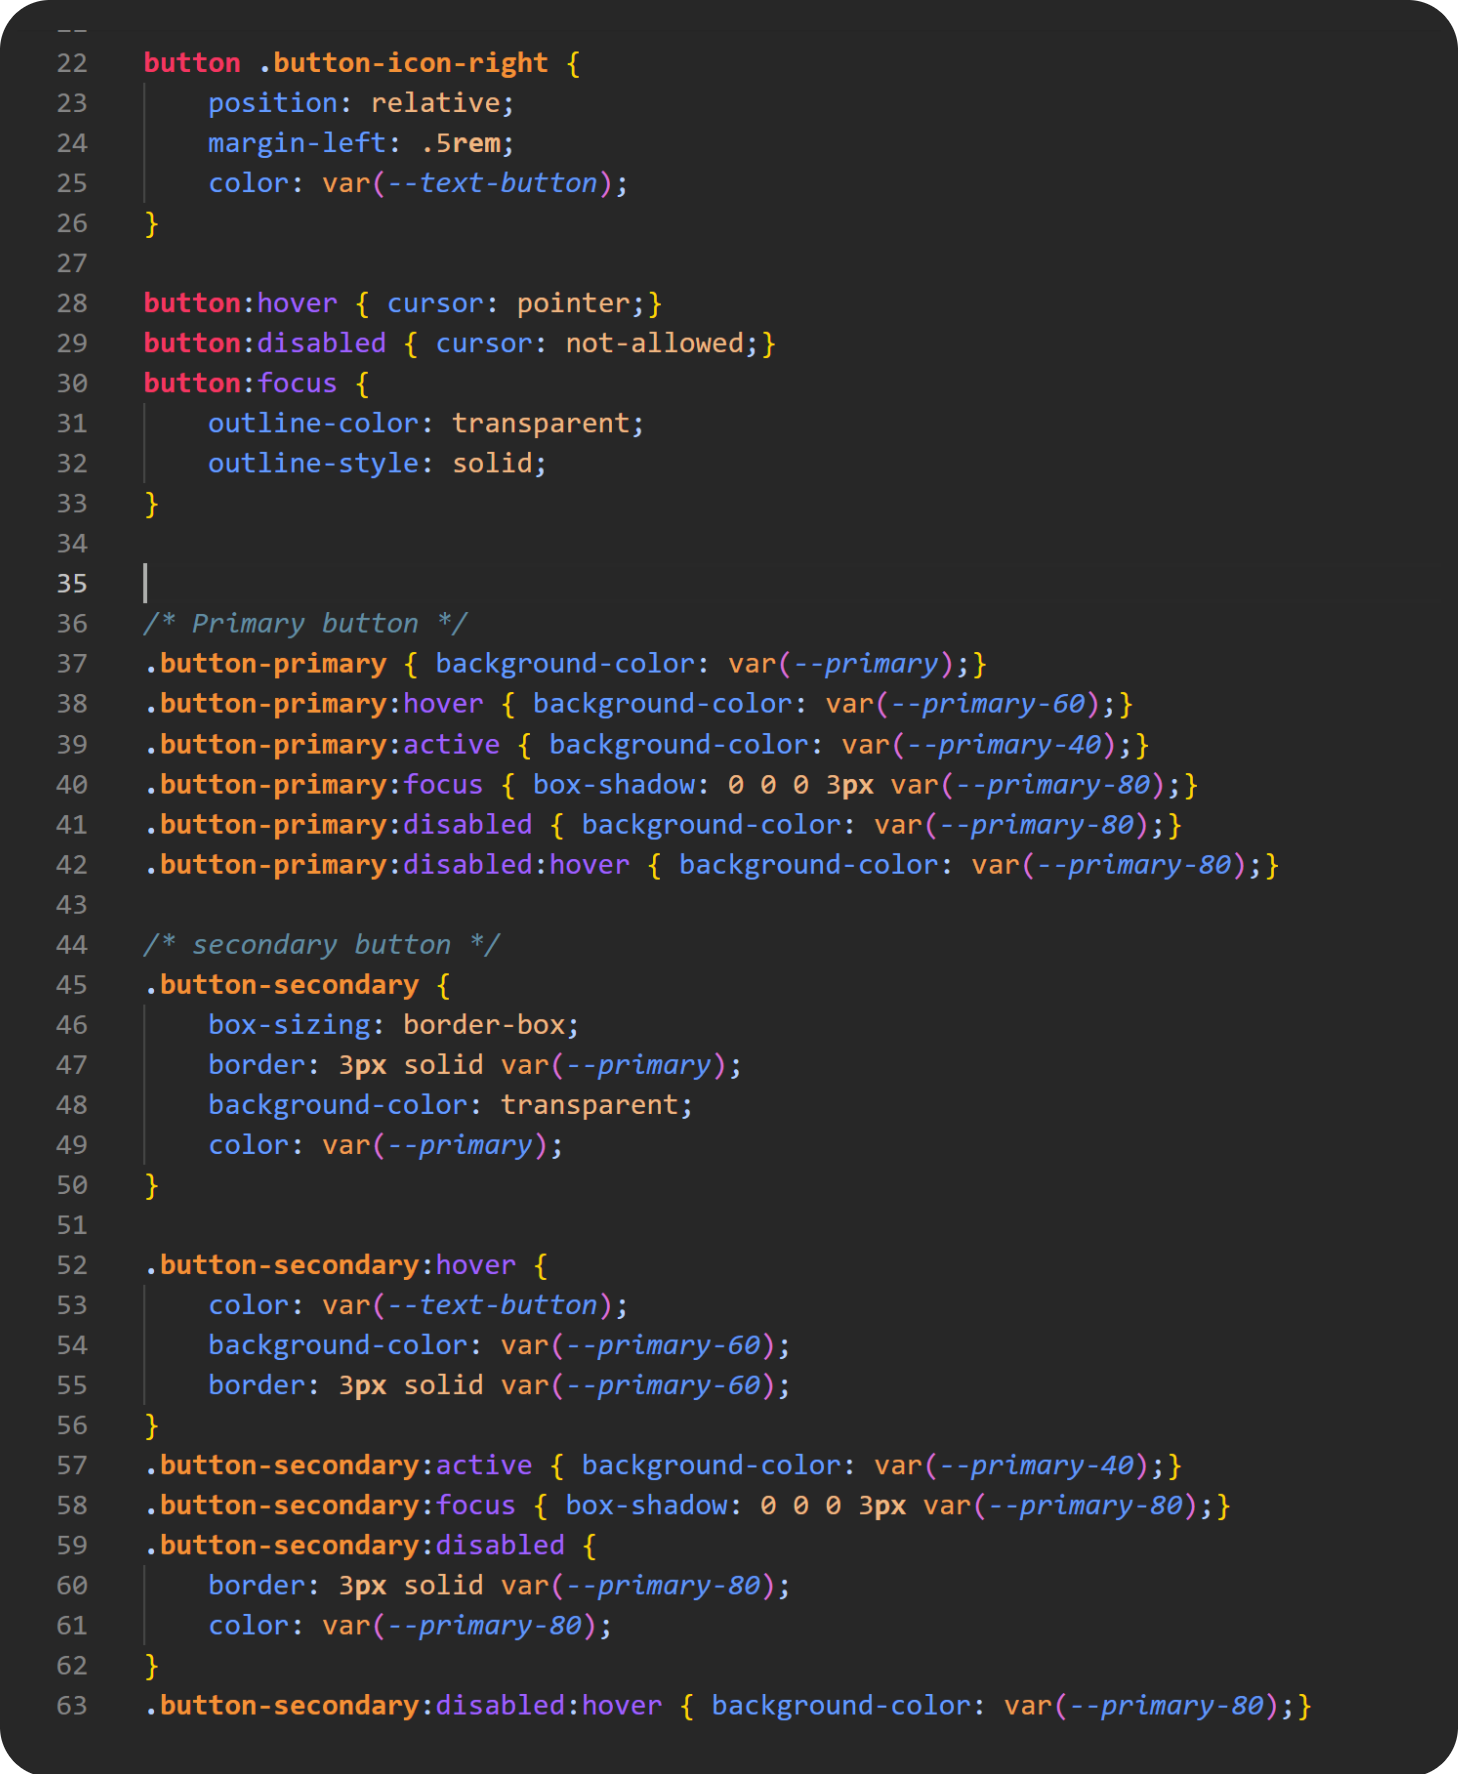 22 button .button-icon-right {
23 position: relative;
24 margin-left: .5rem;
25 color: var(--text-button);
26 }
27
28 button:hover { cursor: pointer;}
29 button:disabled { cursor: not-allowed;}
30 button:focus {
31 outline-color: transparent;
32 outline-style: solid;
33 }
34
35
36 /* Primary button */
37 .button-primary { background-color: var(--primary);}
38 .button-primary:hover { background-color: var(--primary-60);}
39 .button-primary:active { background-color: var(--primary-40);}
40 .button-primary:focus { box-shadow: 0 0 0 3px var(--primary-80);}
41 .button-primary:disabled { background-color: var(--primary-80);}
42 .button-primary:disabled:hover { background-color: var(--primary-80);}
43
44 /* secondary button */
45 .button-secondary {
46 box-sizing: border-box;
47 border: 3px solid var(--primary);
48 background-color: transparent;
49 color: var(--primary);
50 }
51
52 .button-secondary:hover {
53 color: var(--text-button);
54 background-color: var(--primary-60);
55 border: 3px solid var(--primary-60);
56 }
57 .button-secondary:active { background-color: var(--primary-40);}
58 .button-secondary:focus { box-shadow: 0 0 0 3px var(--primary-80);}
59 .button-secondary:disabled {
60 border: 3px solid var(--primary-80);
61 color: var(--primary-80);
62 }
63 .button-secondary:disabled:hover { background-color: var(--primary-80);}